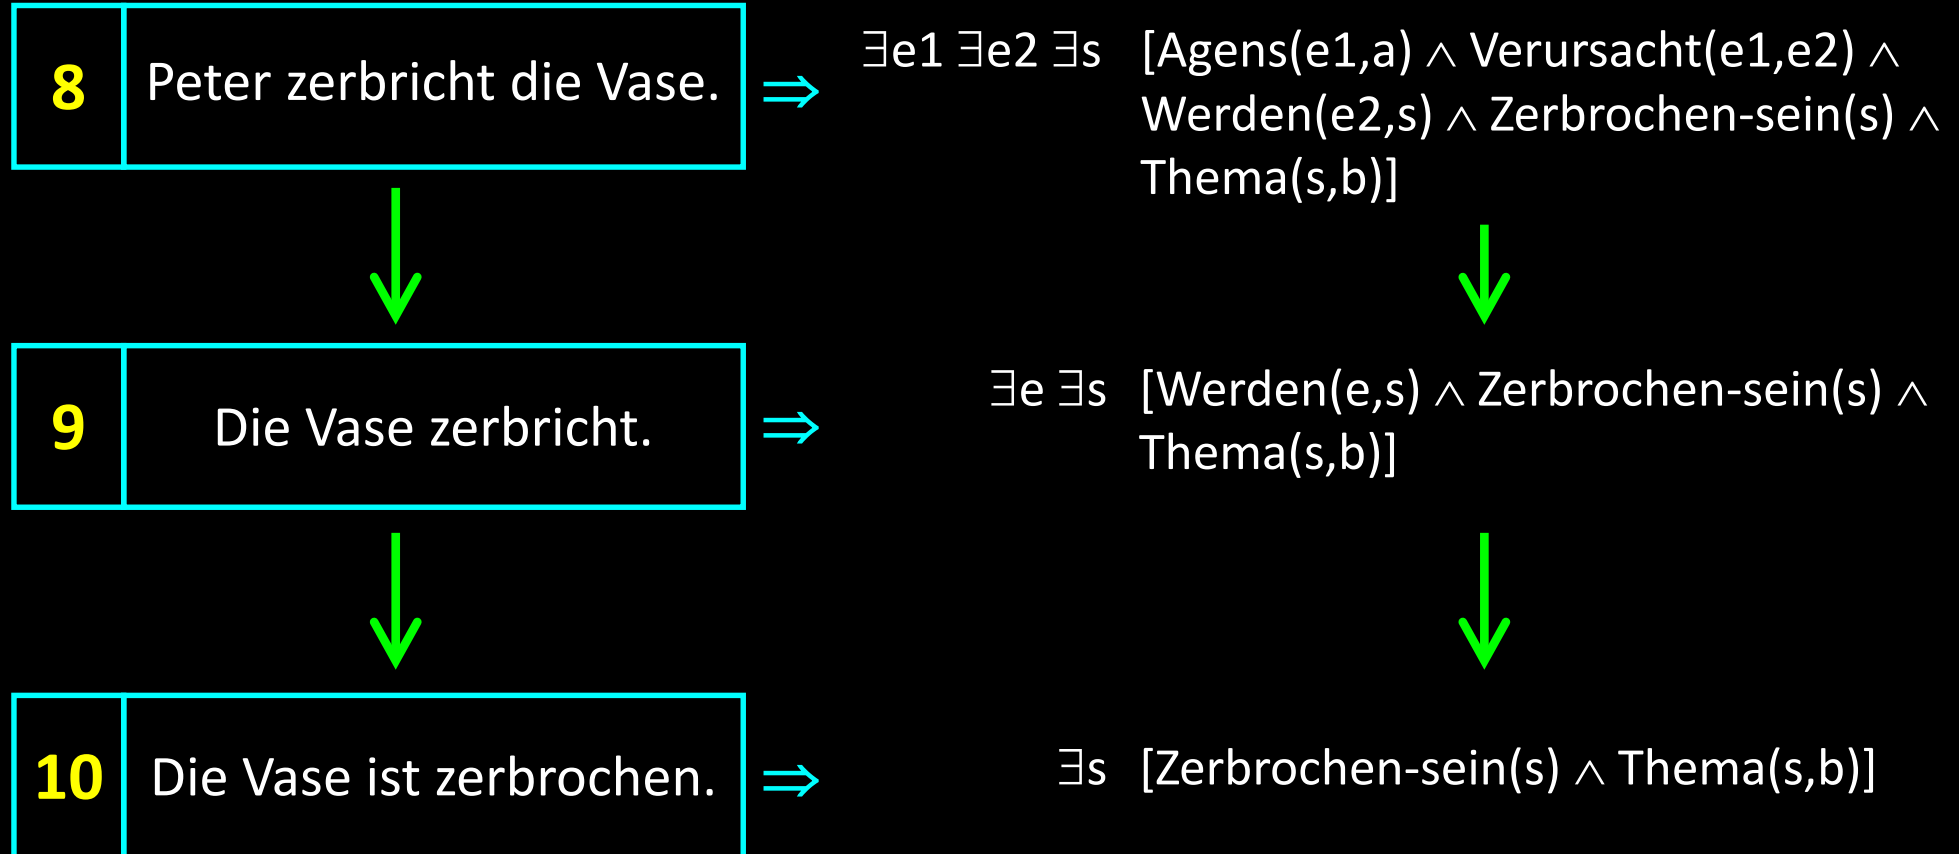 8 Peter zerbricht die Vase. ⇒ ∃e1 ∃e2 ∃s [Agens(e1,a) ∧ Verursacht(e1,e2) ∧
Werden(e2,s) ∧ Zerbrochen-sein(s) ∧
Thema(s,b)]
9 Die Vase zerbricht. ⇒ ∃e ∃s [Werden(e,s) ∧ Zerbrochen-sein(s) ∧
Thema(s,b)]
10 Die Vase ist zerbrochen. ⇒ ∃s [Zerbrochen-sein(s) ∧ Thema(s,b)]